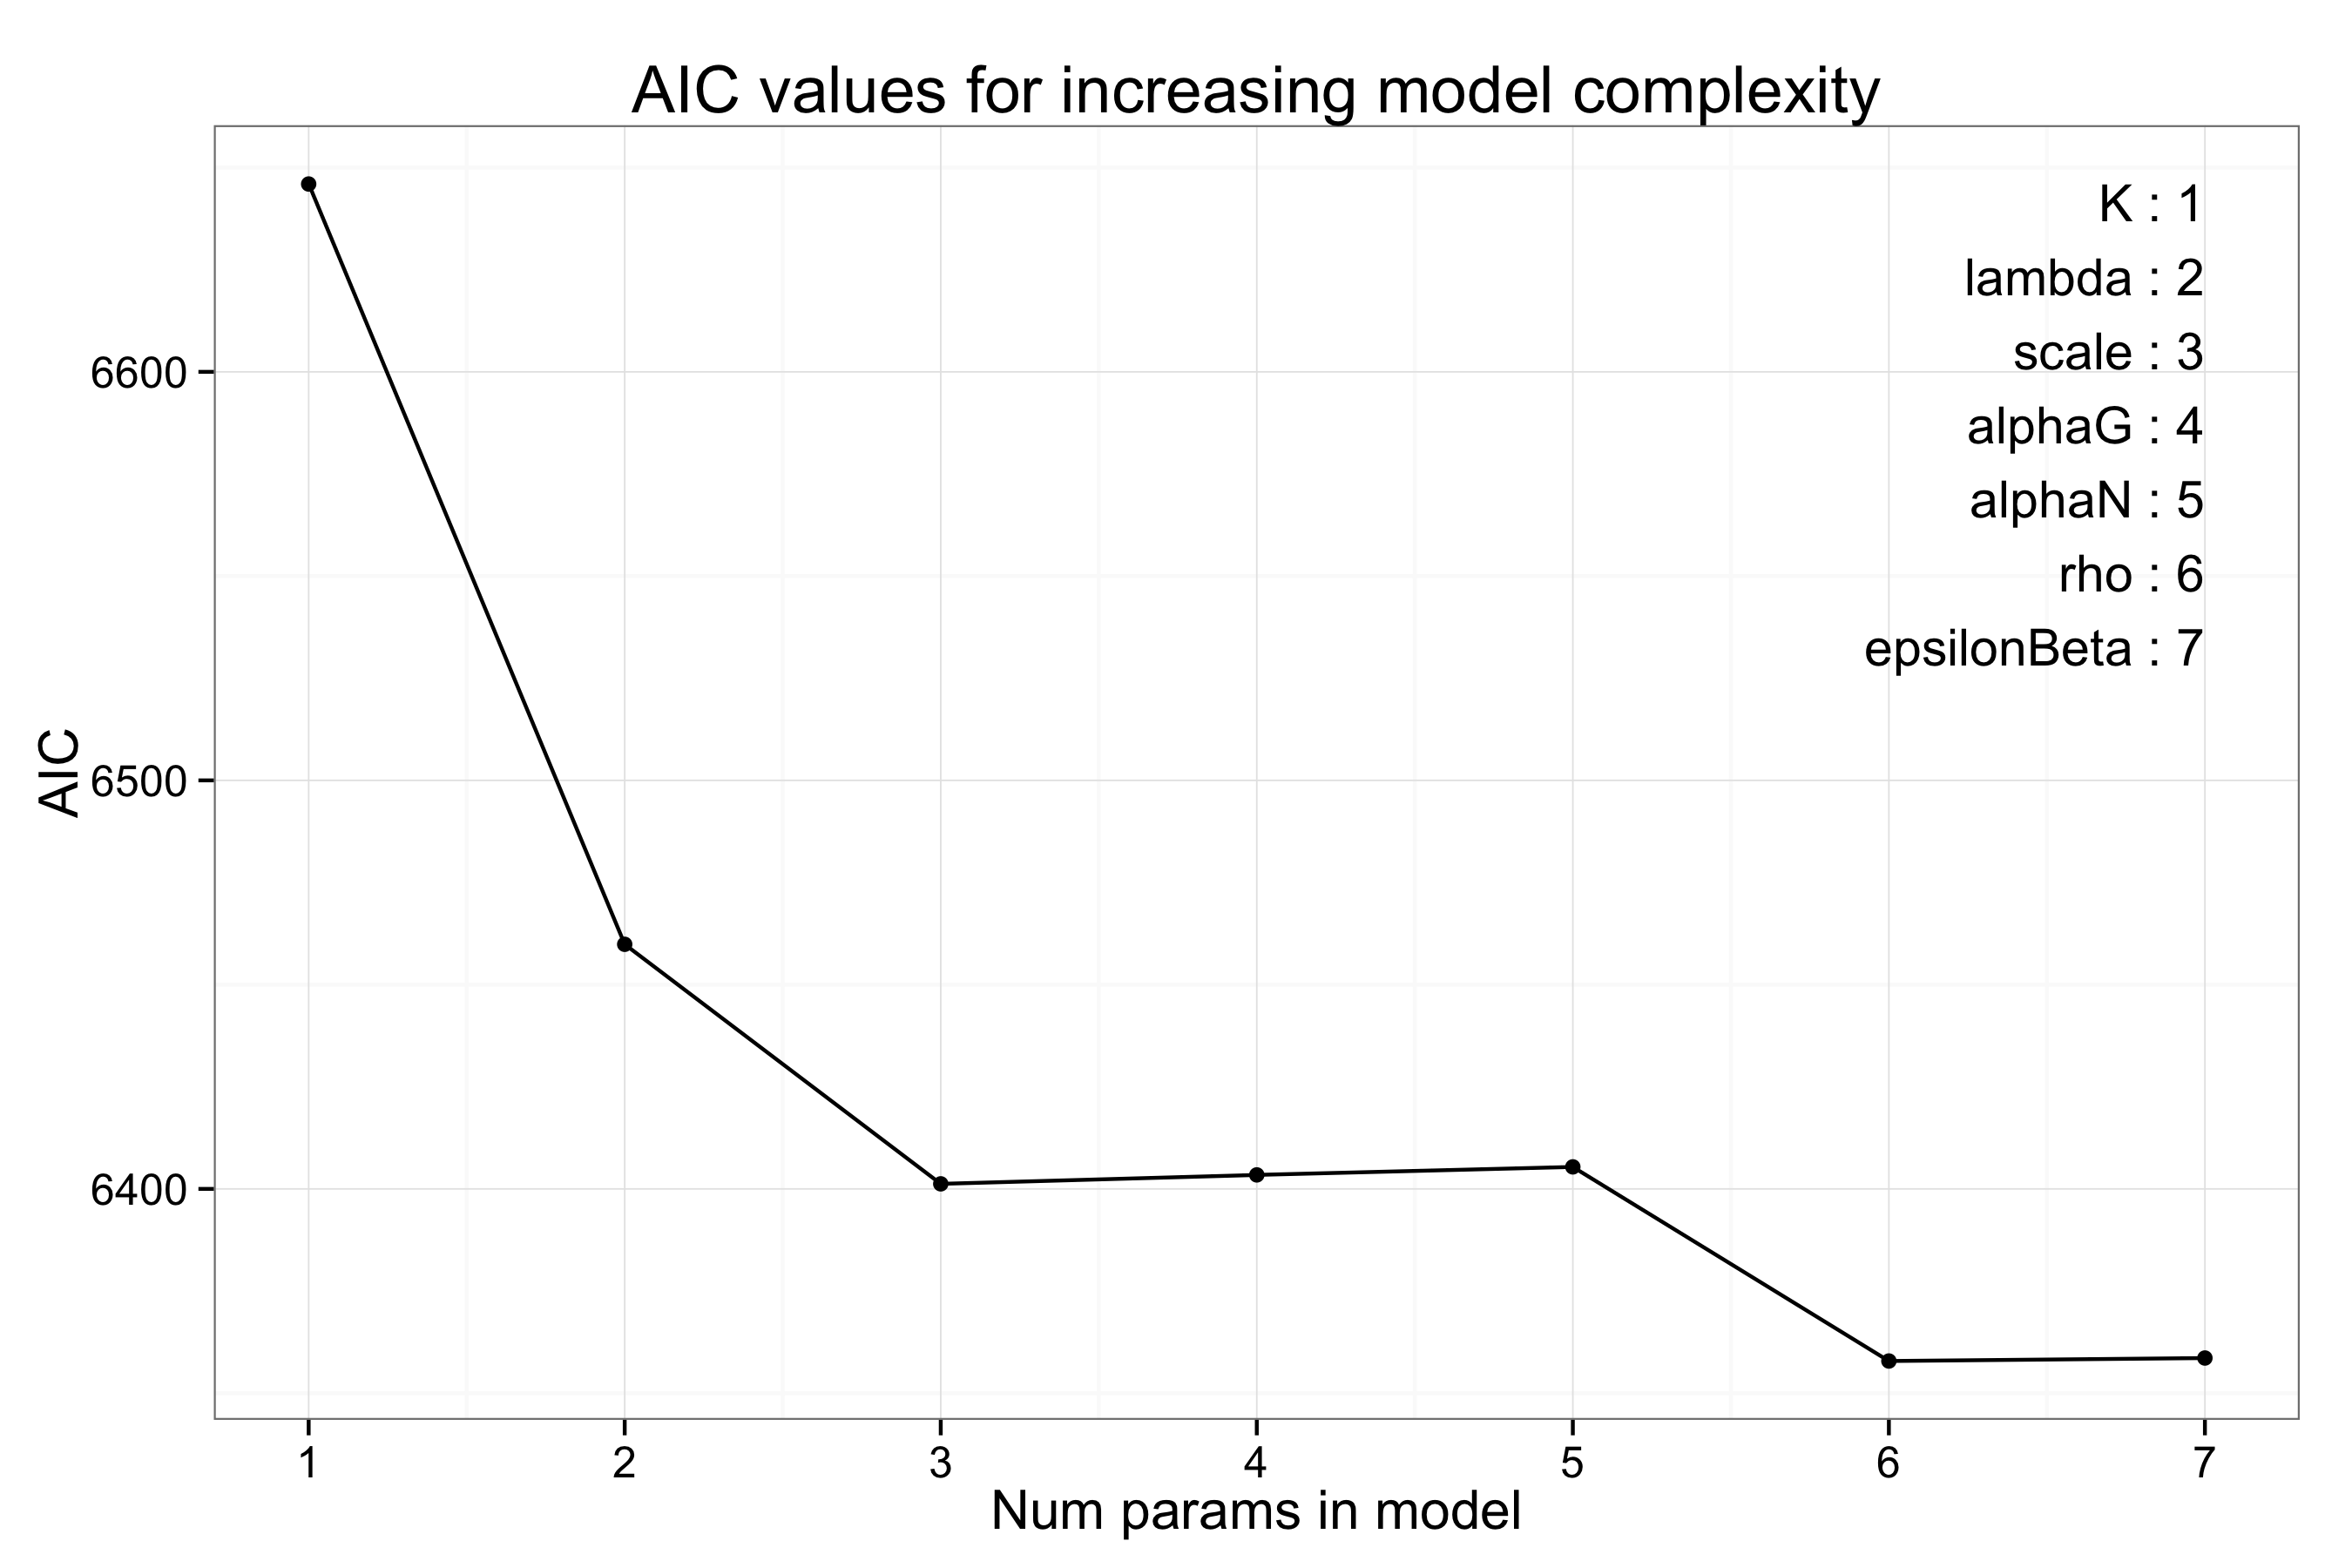 AIC values for increasing model complexity
K : 1
lambda : 2
scale : 3
alphaG : 4
alphaN : 5
rho : 6
epsilonBeta : 7
AIC
6600
6500
6400
1 2 3 4 5 6 7
Num params in model